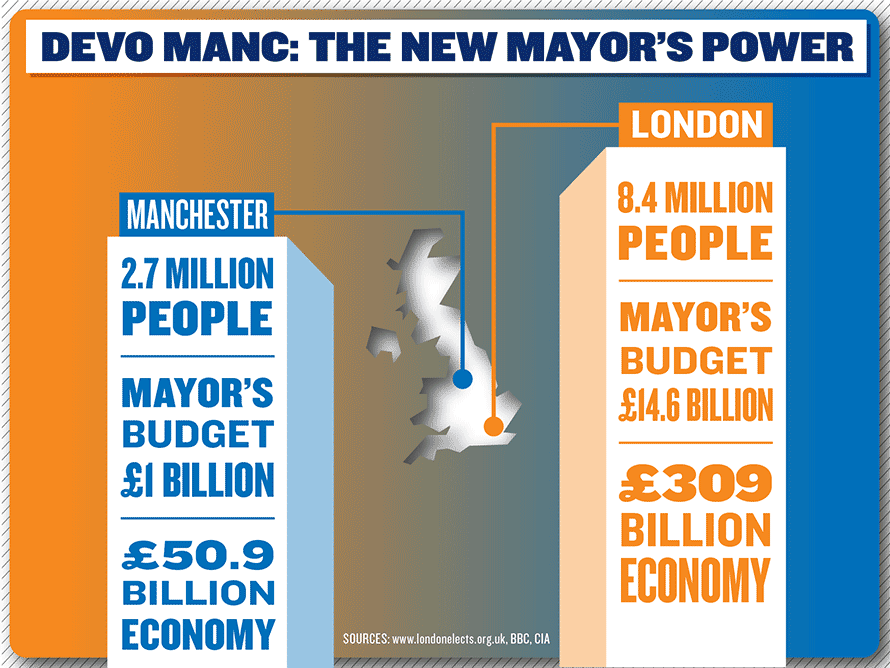 DEVO MANC: THE NEW MAYOR'S POWER
MANCHESTER
2.7 MILLION
PEOPLE
MAYOR'S
BUDGET
£1 BILLION
£50.9
BILLION
ECONOMY
LONDON
8.4 MILLION
PEOPLE
MAYOR'S
BUDGET
£14.6 BILLION
£309
BILLION
ECONOMY
SOURCES: www.londonelects.org.uk, BBC, CIA